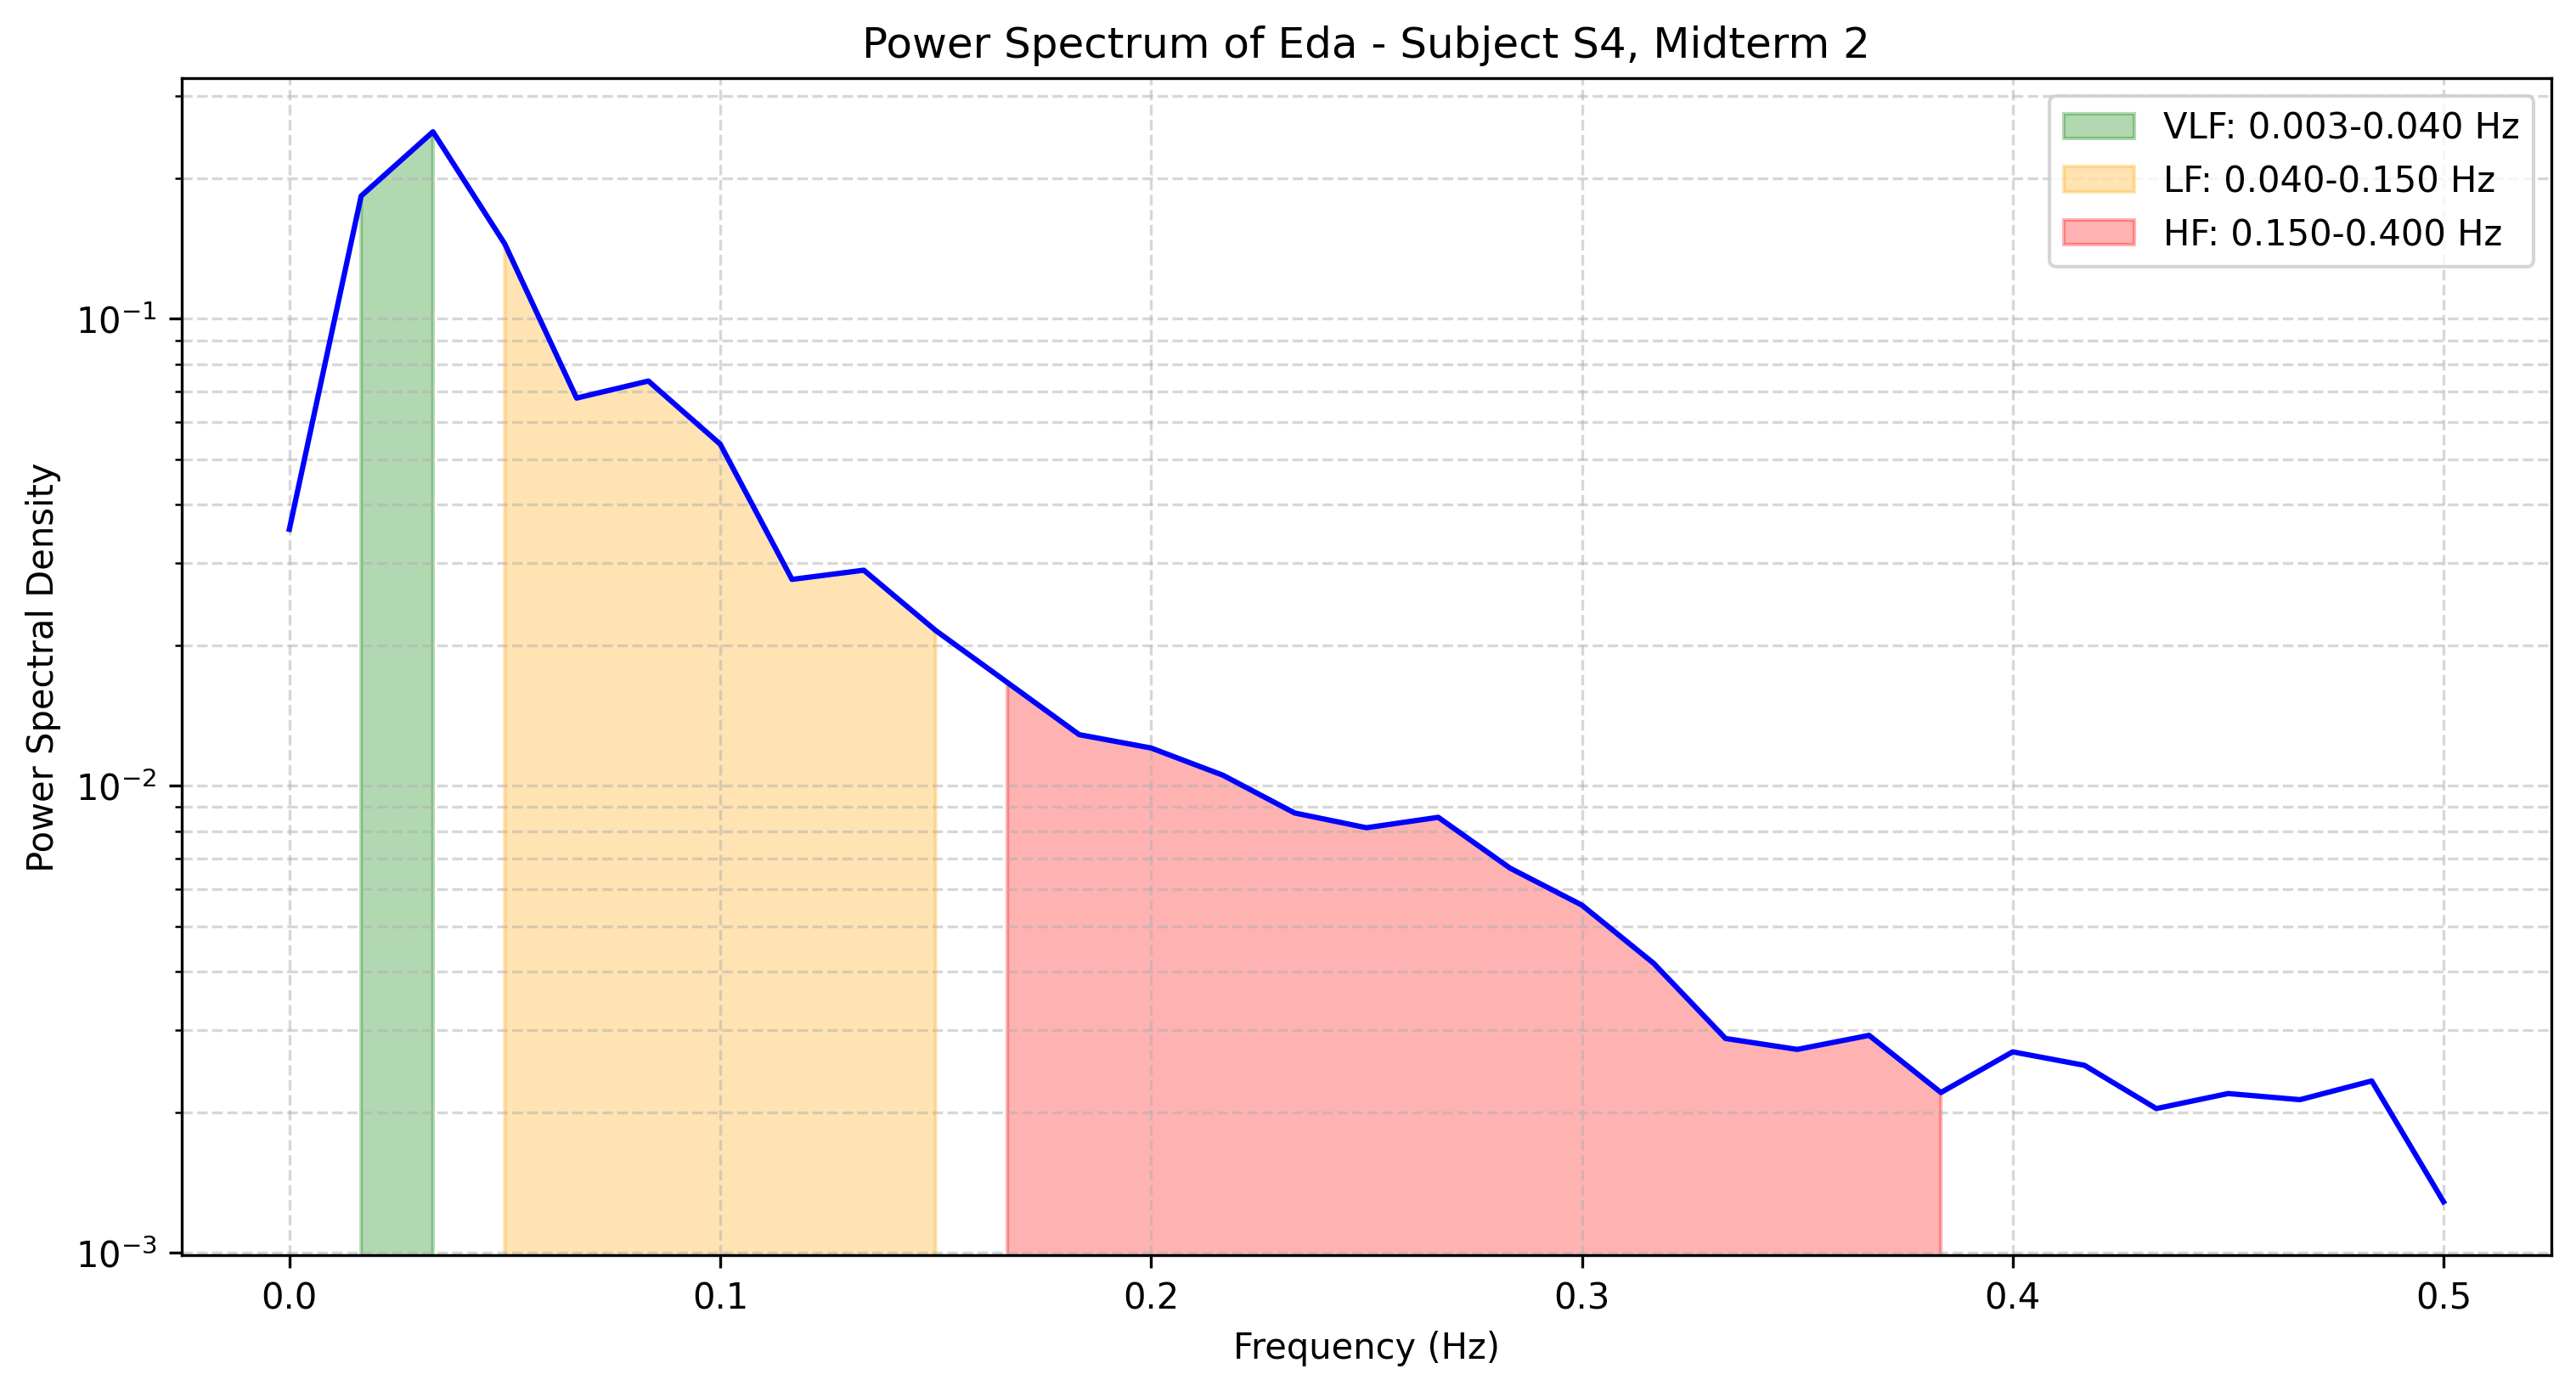 Power Spectrum of Eda - Subject S4, Midterm 2
VLF: 0.003-0.040 Hz
LF: 0.040-0.150 Hz
HF: 0.150-0.400 Hz
Power Spectral Density
10⁻¹
10⁻²
10⁻³
0.0 0.1 0.2 0.3 0.4 0.5
Frequency (Hz)